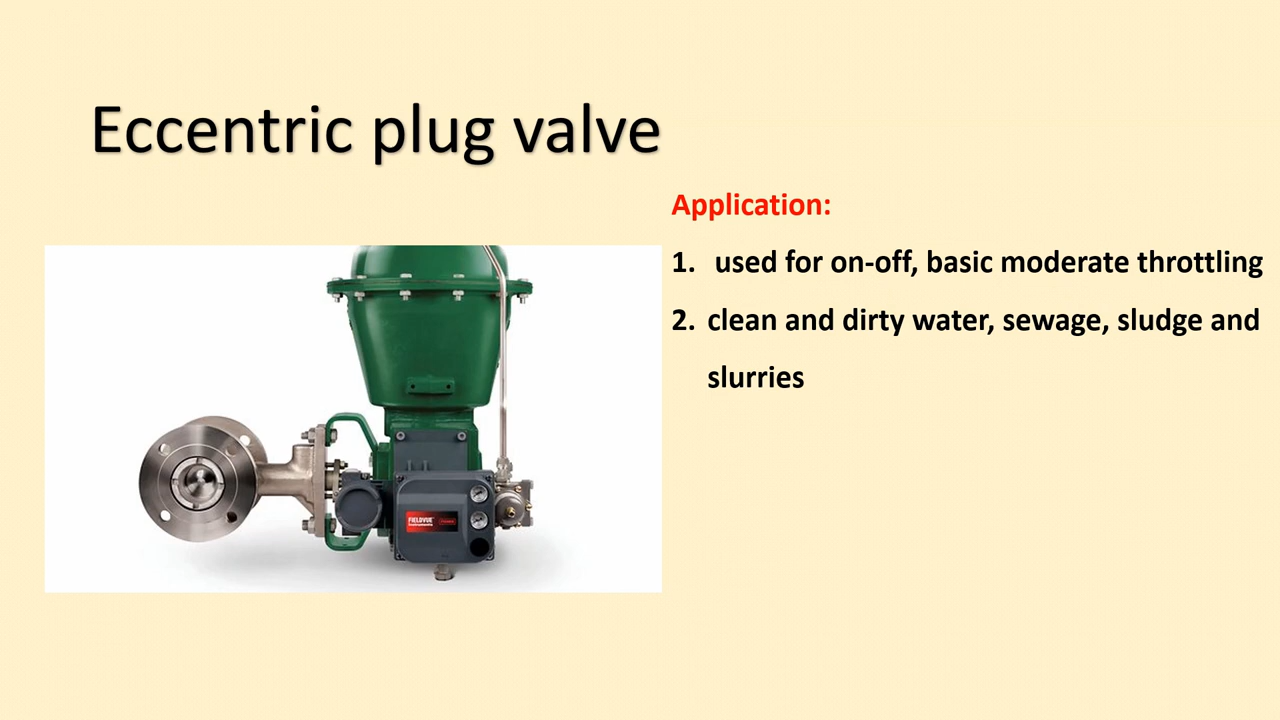 Eccentric plug valve
Application:
1. used for on-off, basic moderate throttling
2. clean and dirty water, sewage, sludge and
slurries
FIELDVUE
Instruments